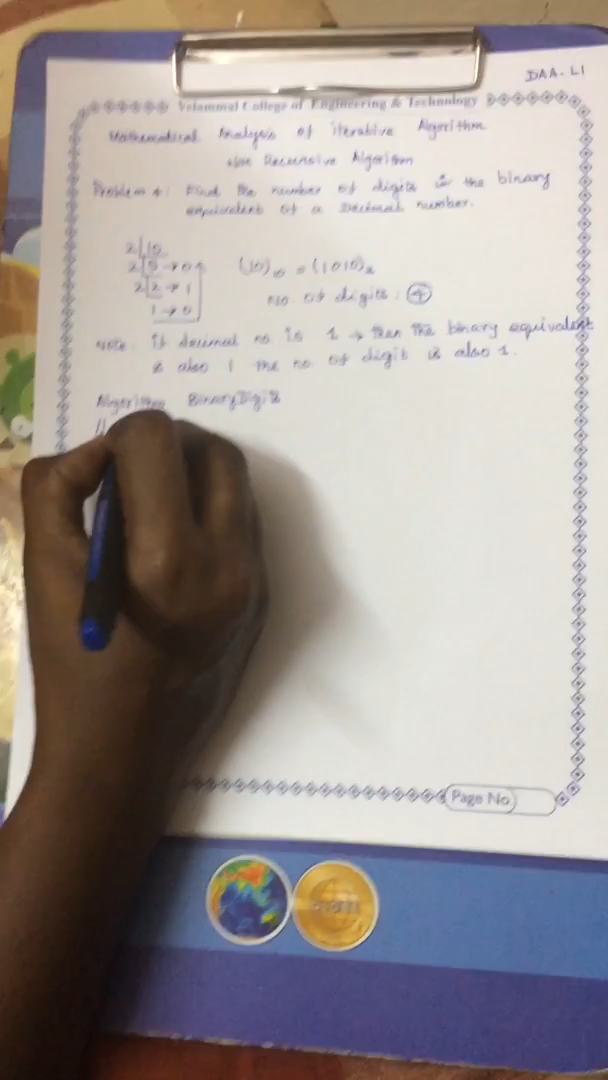 DAA-L1
Velammal College of Engineering & Technology
Mathematical Analysis of iterative Algorithm
Recursive Algorithm
Problem 4: Find the number of digits in the binary
equivalent of a Decimal number.
2 10
2 5 → 0
2 2 → 1
1 → 0
(10)10 = (1010)2
No of digits: 4
Note: If decimal no is 1 → then the binary equivalent
is also 1 the no of digit is also 1.
Algorithm BinaryDigits
//
Page No